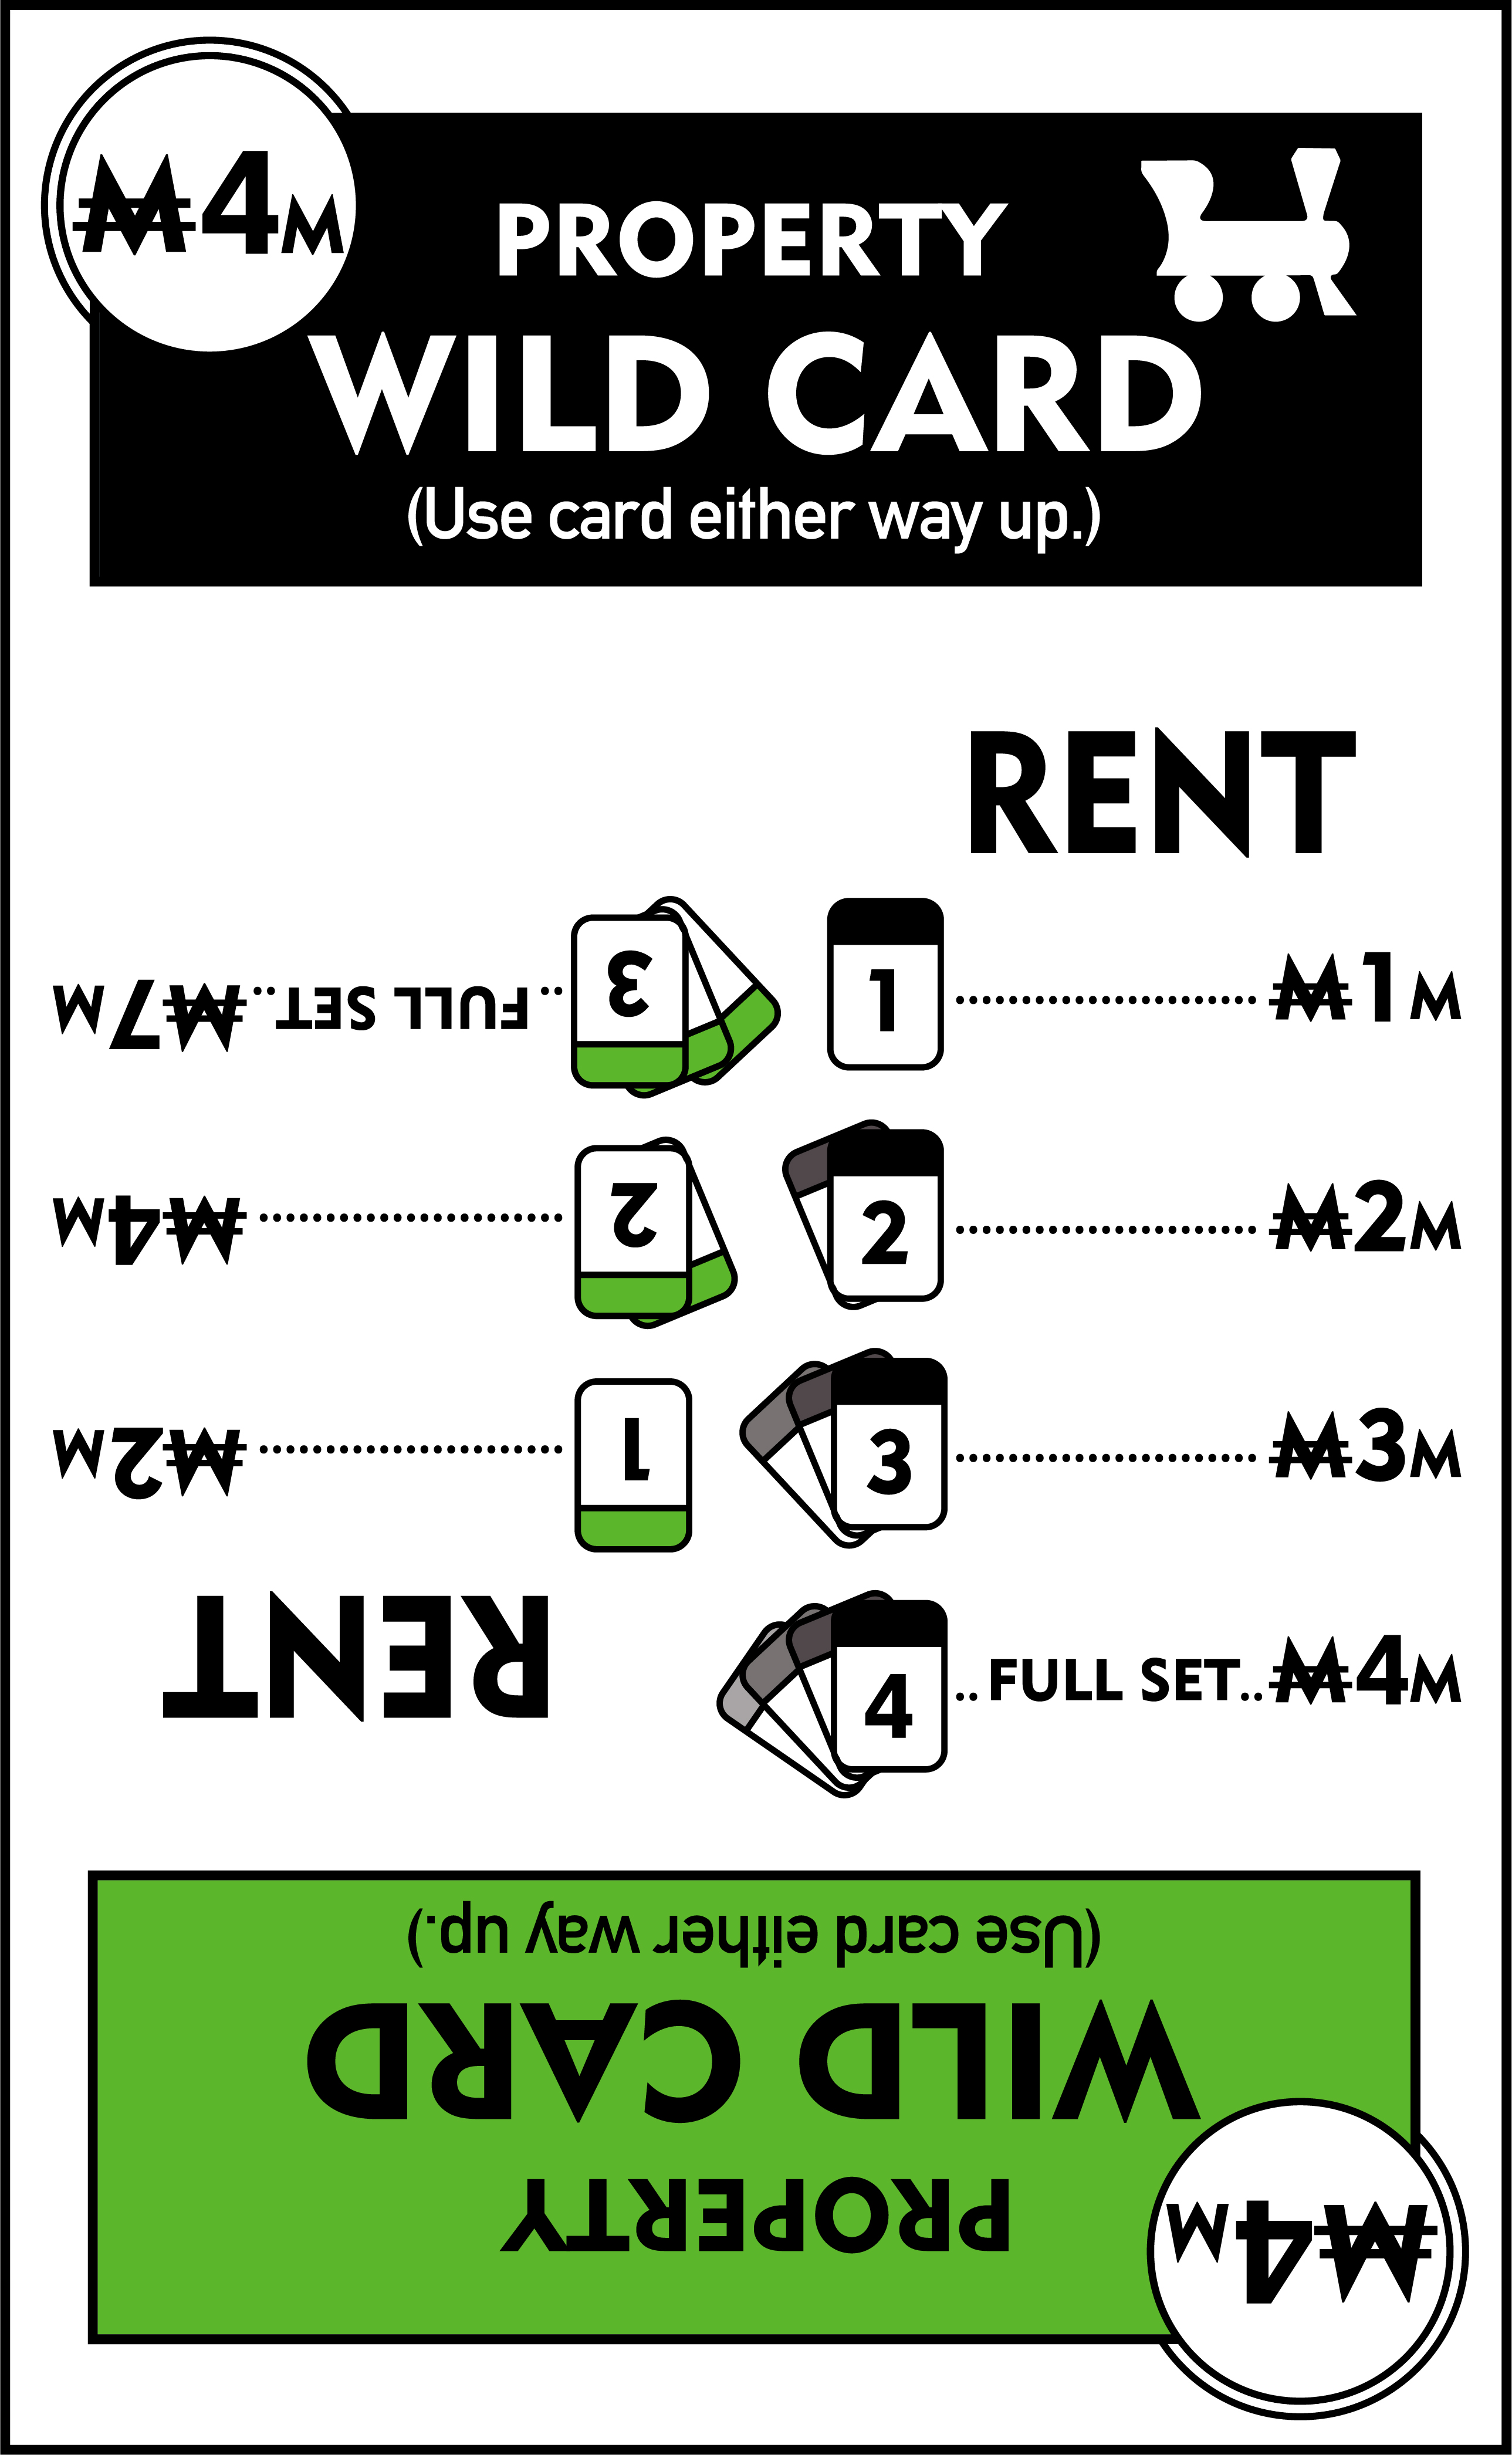 ₩4M
PROPERTY
WILD CARD
(Use card either way up.)
RENT
1 ₩1M
2 ₩2M
3 ₩3M
4 ..FULL SET.. ₩4M
₩4M
PROPERTY
WILD CARD
(Use card either way up.)
RENT
1 ₩2M
2 ₩4M
3 ..FULL SET.. ₩7M